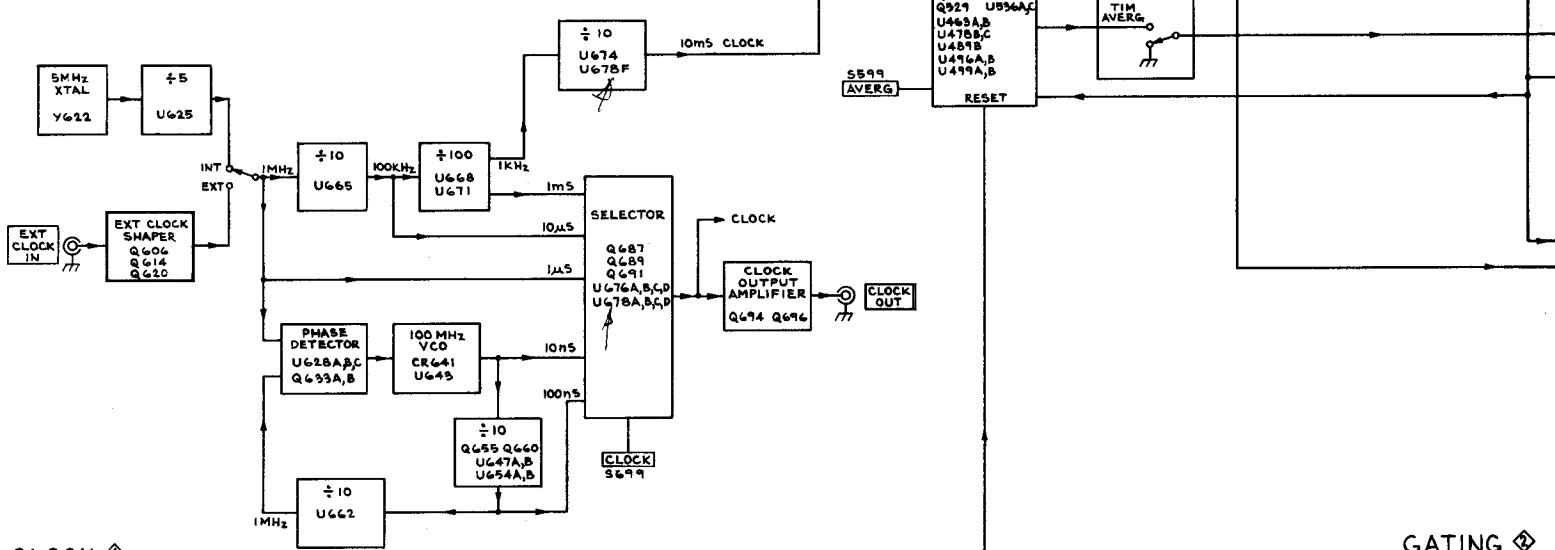 ÷10
U674
U678F
10mS CLOCK
Q529 U536A,C
U463A,B
U478B,C
U489B
U496A,B
U499A,B
RESET
TIM
AVERG
S599
AVERG
5MHz
XTAL
Y622
÷5
U625
INT
EXT
1MHz
÷10
U665
100KHz
÷100
U668
U671
1KHz
1mS
10µS
1µS
EXT
CLOCK
IN
EXT CLOCK
SHAPER
Q606
Q614
Q620
SELECTOR
Q687
Q689
Q691
U676A,B,C,D
U678A,B,C,D
CLOCK
CLOCK
OUTPUT
AMPLIFIER
Q694 Q696
CLOCK
OUT
PHASE
DETECTOR
U628A,B,C
Q633A,B
100MHz
VCO
CR641
U643
10nS
100nS
÷10
Q655 Q660
U647A,B
U654A,B
CLOCK
S699
÷10
U662
1MHz
GATING 2